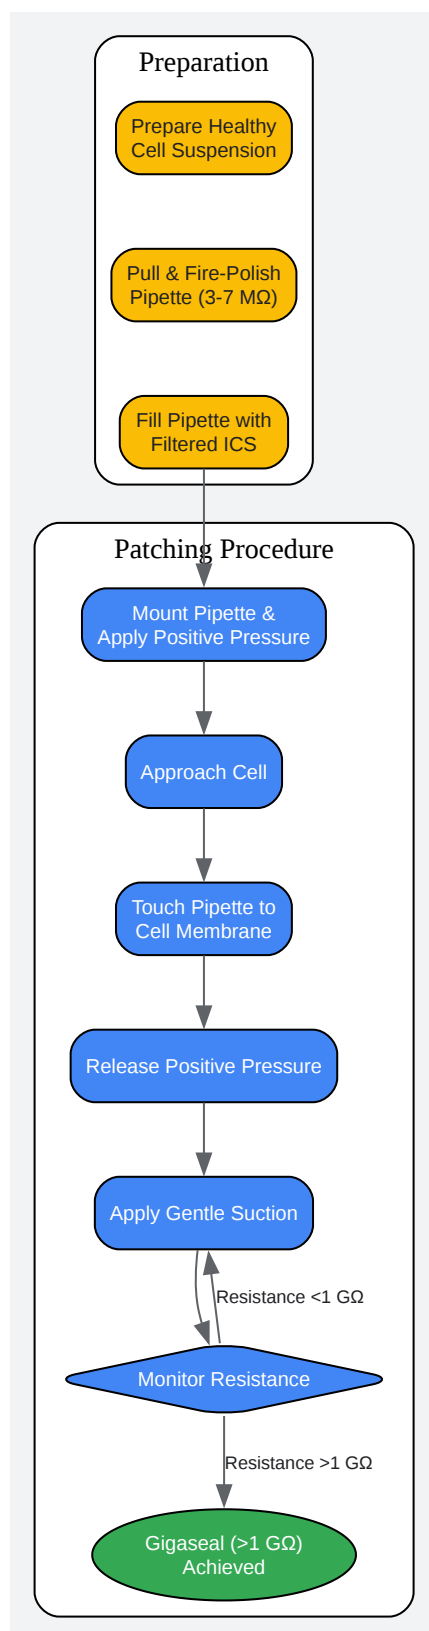 Preparation
Prepare Healthy
Cell Suspension
Pull & Fire-Polish
Pipette (3-7 MΩ)
Fill Pipette with
Filtered ICS
Patching Procedure
Mount Pipette &
Apply Positive Pressure
Approach Cell
Touch Pipette to
Cell Membrane
Release Positive Pressure
Apply Gentle Suction
Resistance <1 GΩ
Monitor Resistance
Resistance >1 GΩ
Gigaseal (>1 GΩ)
Achieved